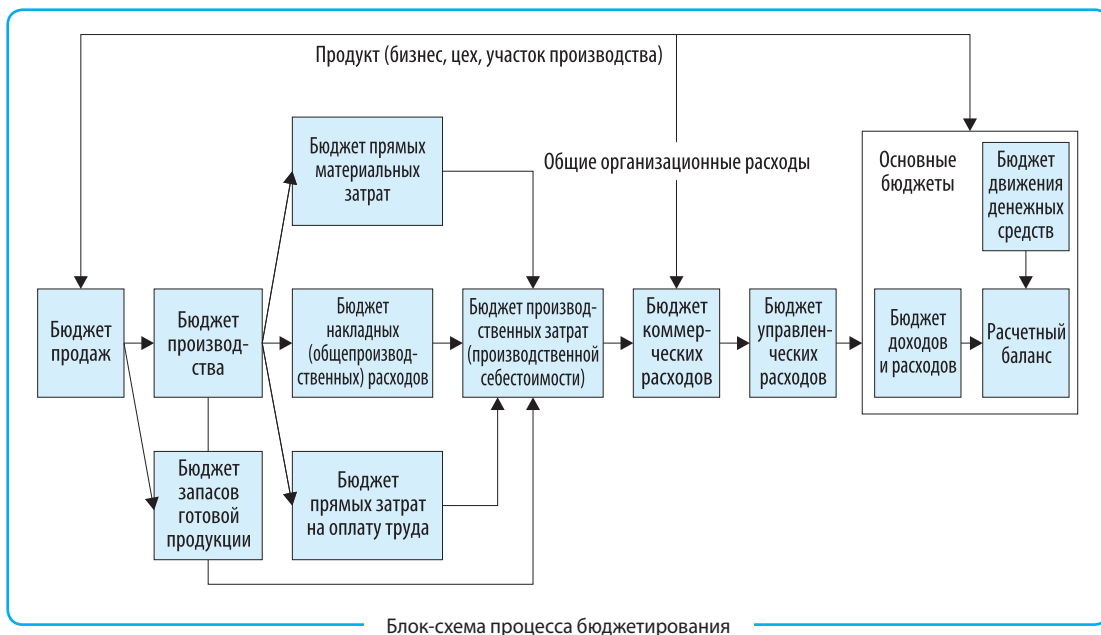 Продукт (бизнес, цех, участок производства)
Бюджет прямых
материальных
затрат
Общие организационные расходы
Основные
бюджеты
Бюджет
движения
денежных
средств
Бюджет
продаж
Бюджет
производ-
ства
Бюджет
накладных
(общепроизвод-
ственных) расходов
Бюджет производ-
ственных затрат
(производственной
себестоимости)
Бюджет
коммер-
ческих
расходов
Бюджет
управлен-
ческих
расходов
Бюджет
доходов
и расходов
Расчетный
баланс
Бюджет
запасов
готовой
продукции
Бюджет
прямых затрат
на оплату труда
Блок-схема процесса бюджетирования